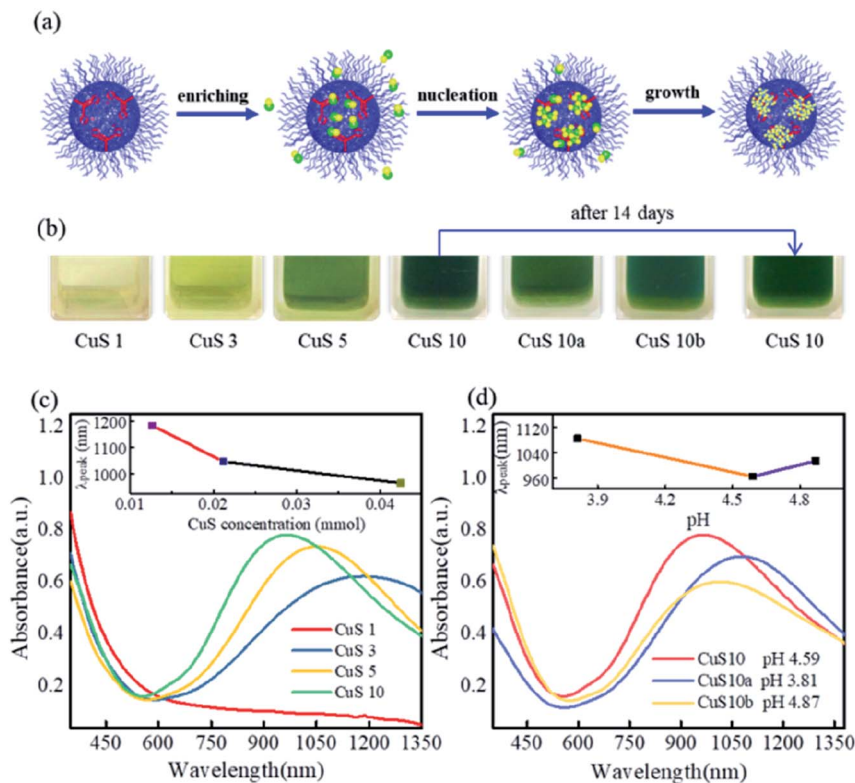 (a)
enriching
nucleation
growth
after 14 days
(b)
CuS 1
CuS 3
CuS 5
CuS 10
CuS 10a
CuS 10b
CuS 10
(c)
1.2
1.0
0.8
0.6
0.4
0.2
Absorbance(a.u.)
1200
1100
1000
λpeak (nm)
0.01
0.02
0.03
0.04
CuS concentration (mmol)
CuS 1
CuS 3
CuS 5
CuS 10
450
600
750
900
1050
1200
1350
Wavelength(nm)
(d)
1.2
1.0
0.8
0.6
0.4
0.2
Absorbance(a.u.)
1120
1040
960
λpeak(nm)
3.9
4.2
4.5
4.8
pH
CuS10 pH 4.59
CuS10a pH 3.81
CuS10b pH 4.87
450
600
750
900
1050
1200
1350
Wavelength(nm)